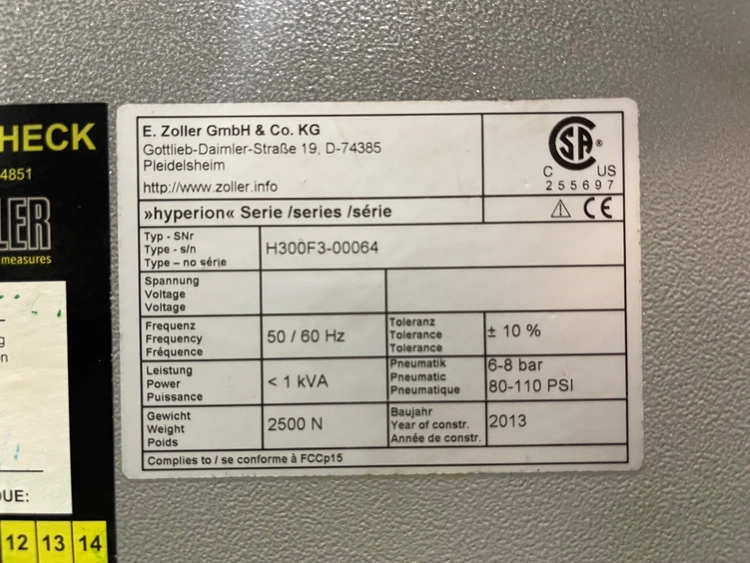 HECK
4851
LER
measures
g
n
UE:
12 13 14
E. Zoller GmbH & Co. KG
Gottlieb-Daimler-Straße 19, D-74385
Pleidelsheim
http://www.zoller.info
CSA ®
C US
255697
»hyperion« Serie /series /série
CE
Typ - SNr
Type - s/n
Type – no série
H300F3-00064
Spannung
Voltage
Voltage
Frequenz
Frequency
Fréquence
50 / 60 Hz
Toleranz
Tolerance
Tolerance
± 10 %
Leistung
Power
Puissance
< 1 kVA
Pneumatik
Pneumatic
Pneumatique
6-8 bar
80-110 PSI
Gewicht
Weight
Poids
2500 N
Baujahr
Year of constr.
Année de constr.
2013
Complies to / se conforme à FCCp15